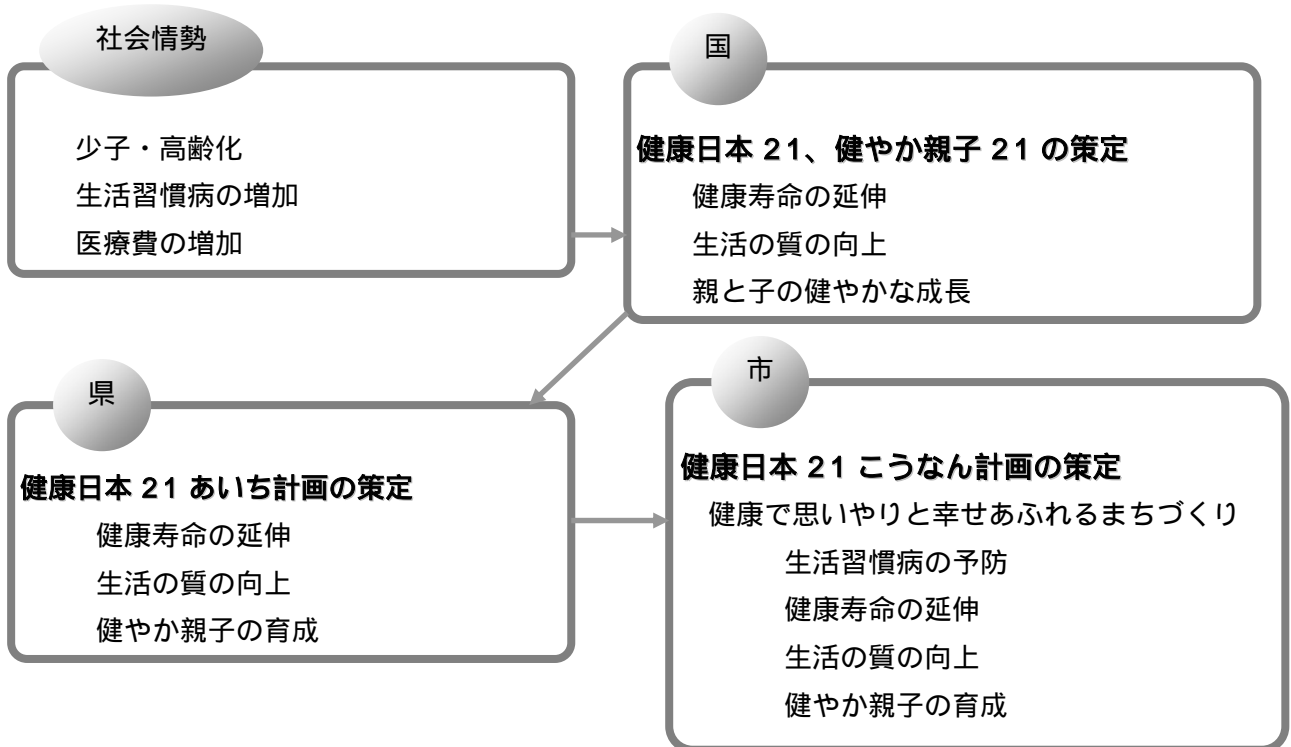 社会情勢
少子・高齢化
生活習慣病の増加
医療費の増加
国
健康日本 21、健やか親子 21 の策定
健康寿命の延伸
生活の質の向上
親と子の健やかな成長
県
健康日本 21 あいち計画の策定
健康寿命の延伸
生活の質の向上
健やか親子の育成
市
健康日本 21 こうなん計画の策定
健康で思いやりと幸せあふれるまちづくり
生活習慣病の予防
健康寿命の延伸
生活の質の向上
健やか親子の育成